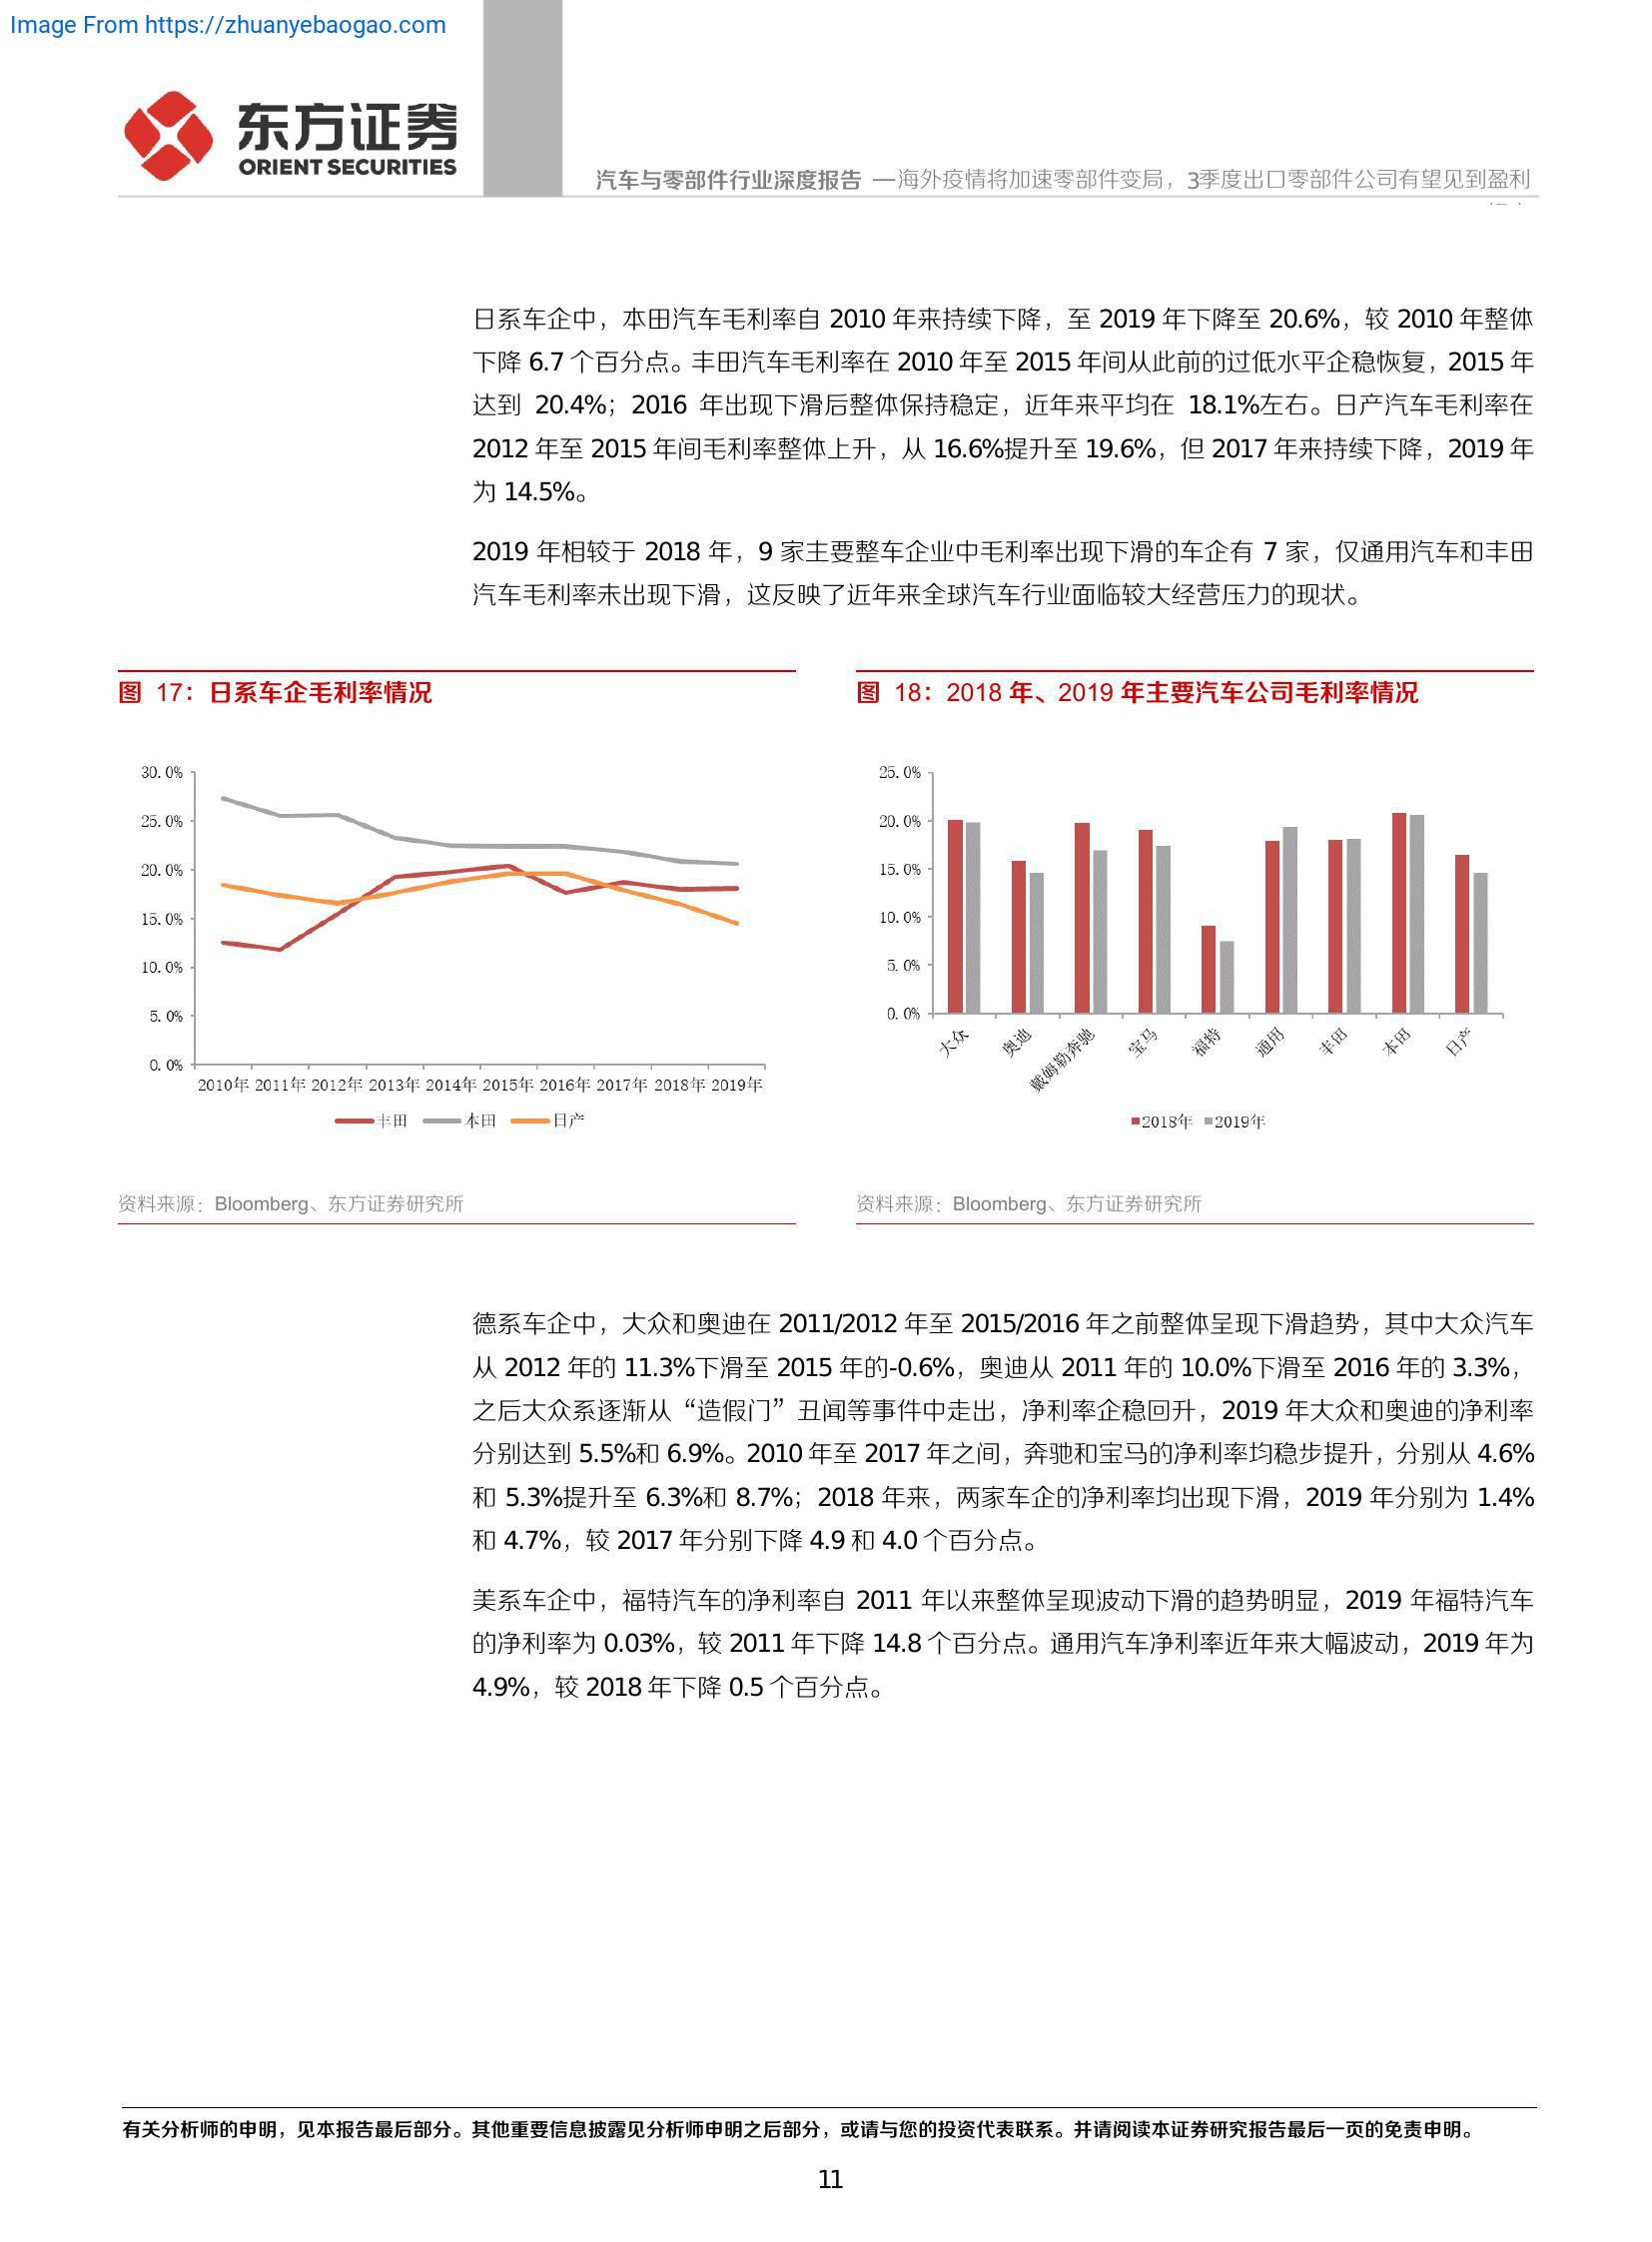 Image From https://zhuanyebaogao.com
东方证券
ORIENT SECURITIES
汽车与零部件行业深度报告 —海外疫情将加速零部件变局，3季度出口零部件公司有望见到盈利
日系车企中，本田汽车毛利率自 2010 年来持续下降，至 2019 年下降至 20.6%，较 2010 年整体
下降 6.7 个百分点。丰田汽车毛利率在 2010 年至 2015 年间从此前的过低水平企稳恢复，2015 年
达到 20.4%；2016 年出现下滑后整体保持稳定，近年来平均在 18.1%左右。日产汽车毛利率在
2012 年至 2015 年间毛利率整体上升，从 16.6%提升至 19.6%，但 2017 年来持续下降，2019 年
为 14.5%。
2019 年相较于 2018 年，9 家主要整车企业中毛利率出现下滑的车企有 7 家，仅通用汽车和丰田
汽车毛利率未出现下滑，这反映了近年来全球汽车行业面临较大经营压力的现状。
图 17：日系车企毛利率情况
30.0%
25.0%
20.0%
15.0%
10.0%
5.0%
0.0%
2010年 2011年 2012年 2013年 2014年 2015年 2016年 2017年 2018年 2019年
丰田 本田 日产
资料来源：Bloomberg、东方证券研究所
图 18：2018 年、2019 年主要汽车公司毛利率情况
25.0%
20.0%
15.0%
10.0%
5.0%
0.0%
大众 奥迪 戴姆勒奔驰 宝马 福特 通用 丰田 本田 日产
2018年 2019年
资料来源：Bloomberg、东方证券研究所
德系车企中，大众和奥迪在 2011/2012 年至 2015/2016 年之前整体呈现下滑趋势，其中大众汽车
从 2012 年的 11.3%下滑至 2015 年的-0.6%，奥迪从 2011 年的 10.0%下滑至 2016 年的 3.3%，
之后大众系逐渐从“造假门”丑闻等事件中走出，净利率企稳回升，2019 年大众和奥迪的净利率
分别达到 5.5%和 6.9%。2010 年至 2017 年之间，奔驰和宝马的净利率均稳步提升，分别从 4.6%
和 5.3%提升至 6.3%和 8.7%；2018 年来，两家车企的净利率均出现下滑，2019 年分别为 1.4%
和 4.7%，较 2017 年分别下降 4.9 和 4.0 个百分点。
美系车企中，福特汽车的净利率自 2011 年以来整体呈现波动下滑的趋势明显，2019 年福特汽车
的净利率为 0.03%，较 2011 年下降 14.8 个百分点。通用汽车净利率近年来大幅波动，2019 年为
4.9%，较 2018 年下降 0.5 个百分点。
有关分析师的申明，见本报告最后部分。其他重要信息披露见分析师申明之后部分，或请与您的投资代表联系。并请阅读本证券研究报告最后一页的免责申明。
11